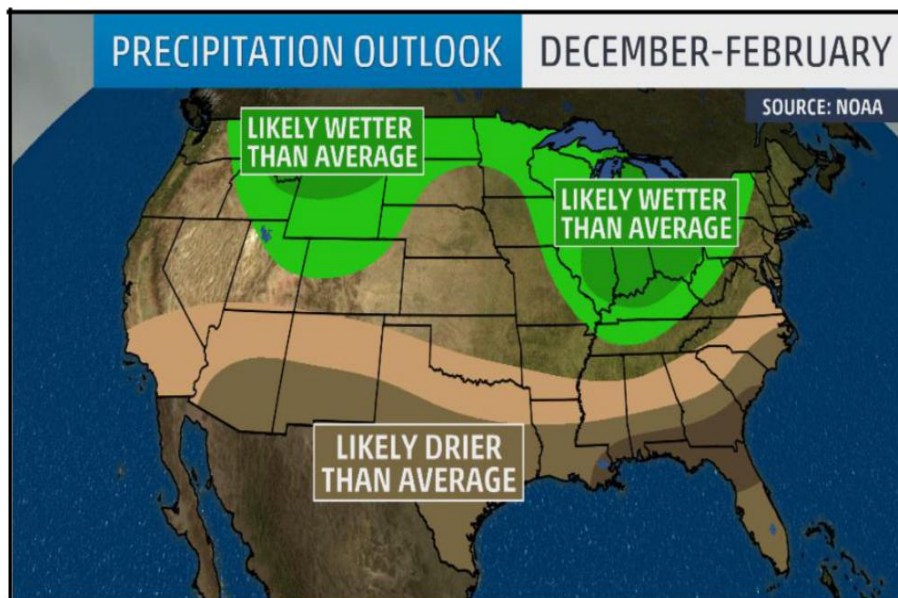 PRECIPITATION OUTLOOK DECEMBER-FEBRUARY
SOURCE: NOAA
LIKELY WETTER
THAN AVERAGE
LIKELY WETTER
THAN AVERAGE
LIKELY DRIER
THAN AVERAGE